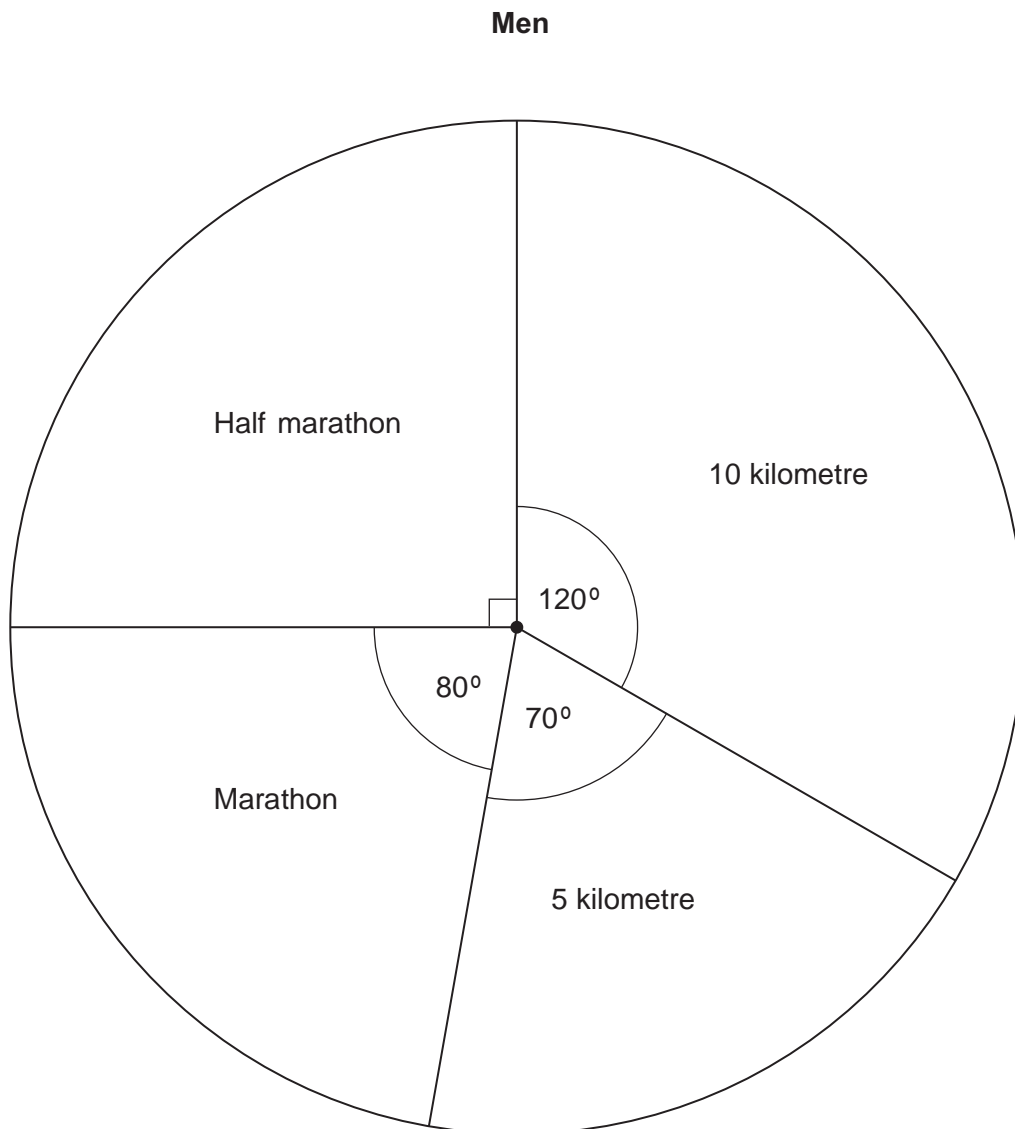 Men
Half marathon
10 kilometre
120º
80º
70º
Marathon
5 kilometre